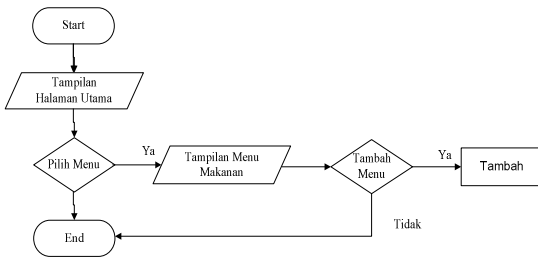 Start
Tampilan
Halaman Utama
Pilih Menu
Ya
Tampilan Menu
Makanan
Tambah
Menu
Ya
Tambah
Tidak
End